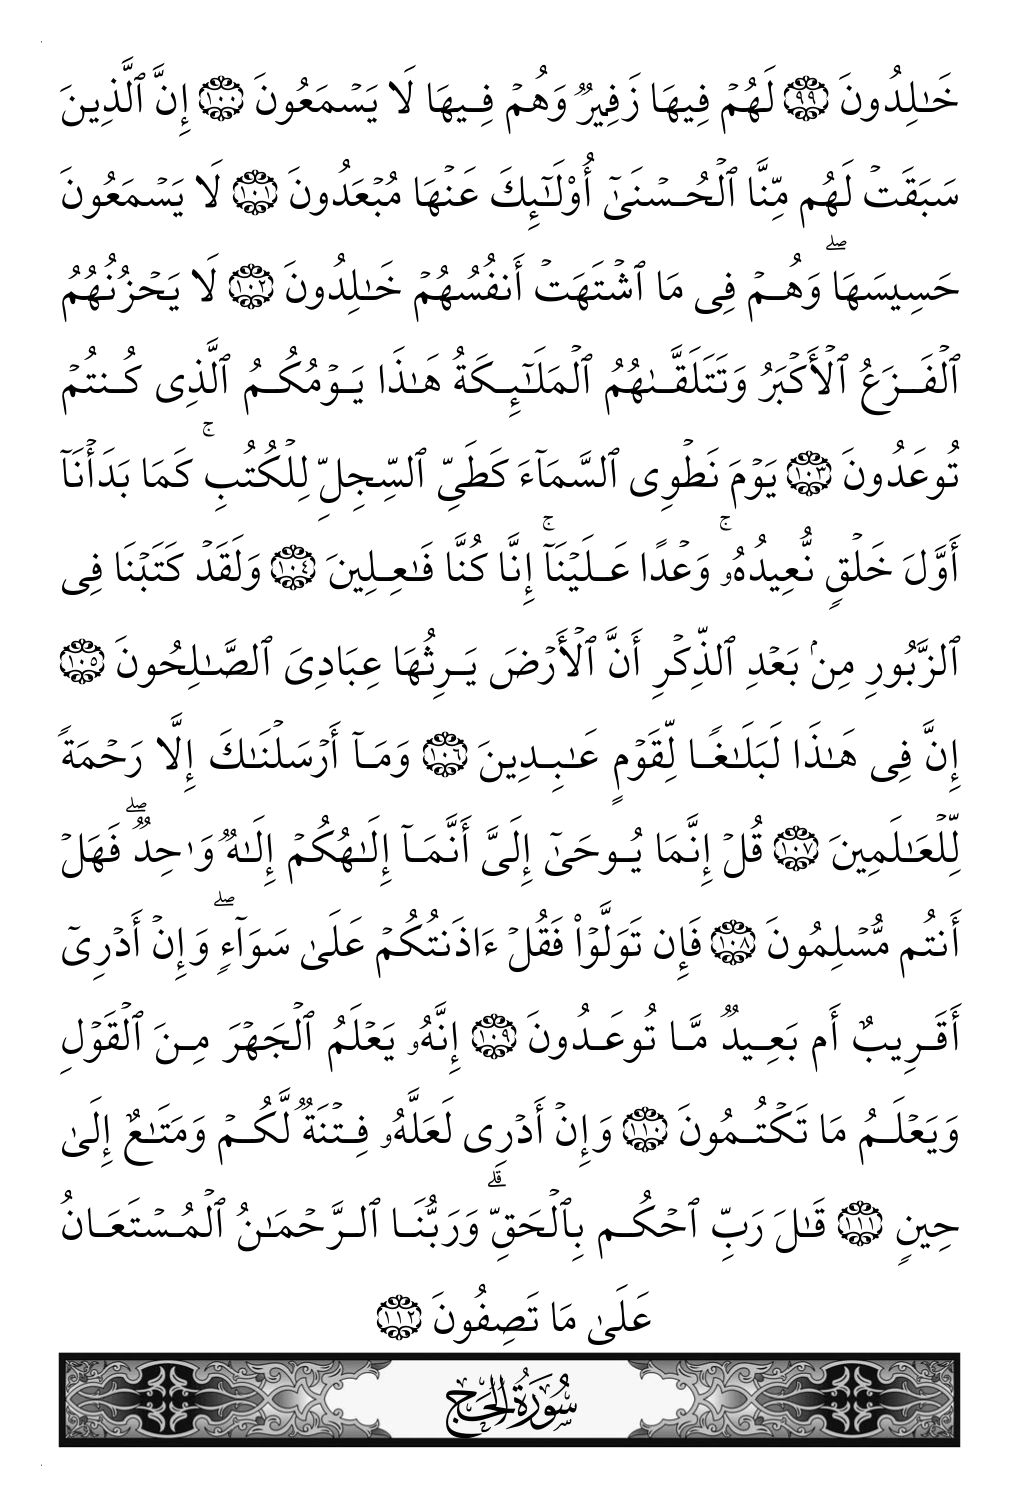 خَٰلِدُونَ ۝٩٩ لَهُمۡ فِيهَا زَفِيرٞ وَهُمۡ فِيهَا لَا يَسۡمَعُونَ ۝١٠٠ إِنَّ ٱلَّذِينَ
سَبَقَتۡ لَهُم مِّنَّا ٱلۡحُسۡنَىٰٓ أُوْلَٰٓئِكَ عَنۡهَا مُبۡعَدُونَ ۝١٠١ لَا يَسۡمَعُونَ
حَسِيسَهَاۖ وَهُمۡ فِي مَا ٱشۡتَهَتۡ أَنفُسُهُمۡ خَٰلِدُونَ ۝١٠٢ لَا يَحۡزُنُهُمُ
ٱلۡفَزَعُ ٱلۡأَكۡبَرُ وَتَتَلَقَّىٰهُمُ ٱلۡمَلَٰٓئِكَةُ هَٰذَا يَوۡمُكُمُ ٱلَّذِي كُنتُمۡ
تُوعَدُونَ ۝١٠٣ يَوۡمَ نَطۡوِي ٱلسَّمَآءَ كَطَيِّ ٱلسِّجِلِّ لِلۡكُتُبِۚ كَمَا بَدَأۡنَآ
أَوَّلَ خَلۡقٖ نُّعِيدُهُۥۚ وَعۡدًا عَلَيۡنَآۚ إِنَّا كُنَّا فَٰعِلِينَ ۝١٠٤ وَلَقَدۡ كَتَبۡنَا فِي
ٱلزَّبُورِ مِنۢ بَعۡدِ ٱلذِّكۡرِ أَنَّ ٱلۡأَرۡضَ يَرِثُهَا عِبَادِيَ ٱلصَّٰلِحُونَ ۝١٠٥
إِنَّ فِي هَٰذَا لَبَلَٰغٗا لِّقَوۡمٍ عَٰبِدِينَ ۝١٠٦ وَمَآ أَرۡسَلۡنَٰكَ إِلَّا رَحۡمَةٗ
لِّلۡعَٰلَمِينَ ۝١٠٧ قُلۡ إِنَّمَا يُوحَىٰٓ إِلَيَّ أَنَّمَآ إِلَٰهُكُمۡ إِلَٰهٞ وَٰحِدٞۖ فَهَلۡ
أَنتُم مُّسۡلِمُونَ ۝١٠٨ فَإِن تَوَلَّوۡاْ فَقُلۡ ءَاذَنتُكُمۡ عَلَىٰ سَوَآءٖۖ وَإِنۡ أَدۡرِيٓ
أَقَرِيبٌ أَم بَعِيدٞ مَّا تُوعَدُونَ ۝١٠٩ إِنَّهُۥ يَعۡلَمُ ٱلۡجَهۡرَ مِنَ ٱلۡقَوۡلِ
وَيَعۡلَمُ مَا تَكۡتُمُونَ ۝١١٠ وَإِنۡ أَدۡرِي لَعَلَّهُۥ فِتۡنَةٞ لَّكُمۡ وَمَتَٰعٌ إِلَىٰ
حِينٖ ۝١١١ قَٰلَ رَبِّ ٱحۡكُم بِٱلۡحَقِّۗ وَرَبُّنَا ٱلرَّحۡمَٰنُ ٱلۡمُسۡتَعَانُ
عَلَىٰ مَا تَصِفُونَ ۝١١٢
سُورَةُ الحَج